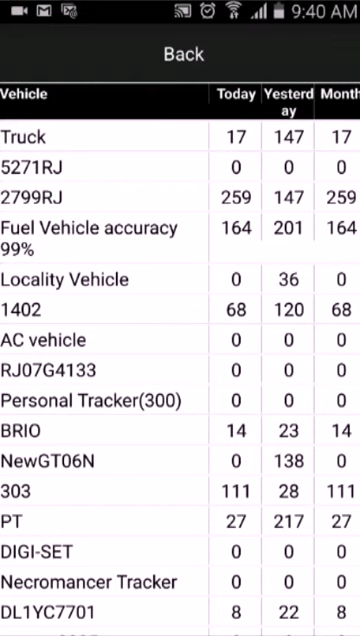 9:40 AM
Back
Vehicle Today Yesterd Month
ay
Truck 17 147 17
5271RJ 0 0 0
2799RJ 259 147 259
Fuel Vehicle accuracy 164 201 164
99%
Locality Vehicle 0 36 0
1402 68 120 68
AC vehicle 0 0 0
RJ07G4133 0 0 0
Personal Tracker(300) 0 0 0
BRIO 14 23 14
NewGT06N 0 138 0
303 111 28 111
PT 27 217 27
DIGI-SET 0 0 0
Necromancer Tracker 0 0 0
DL1YC7701 8 22 8